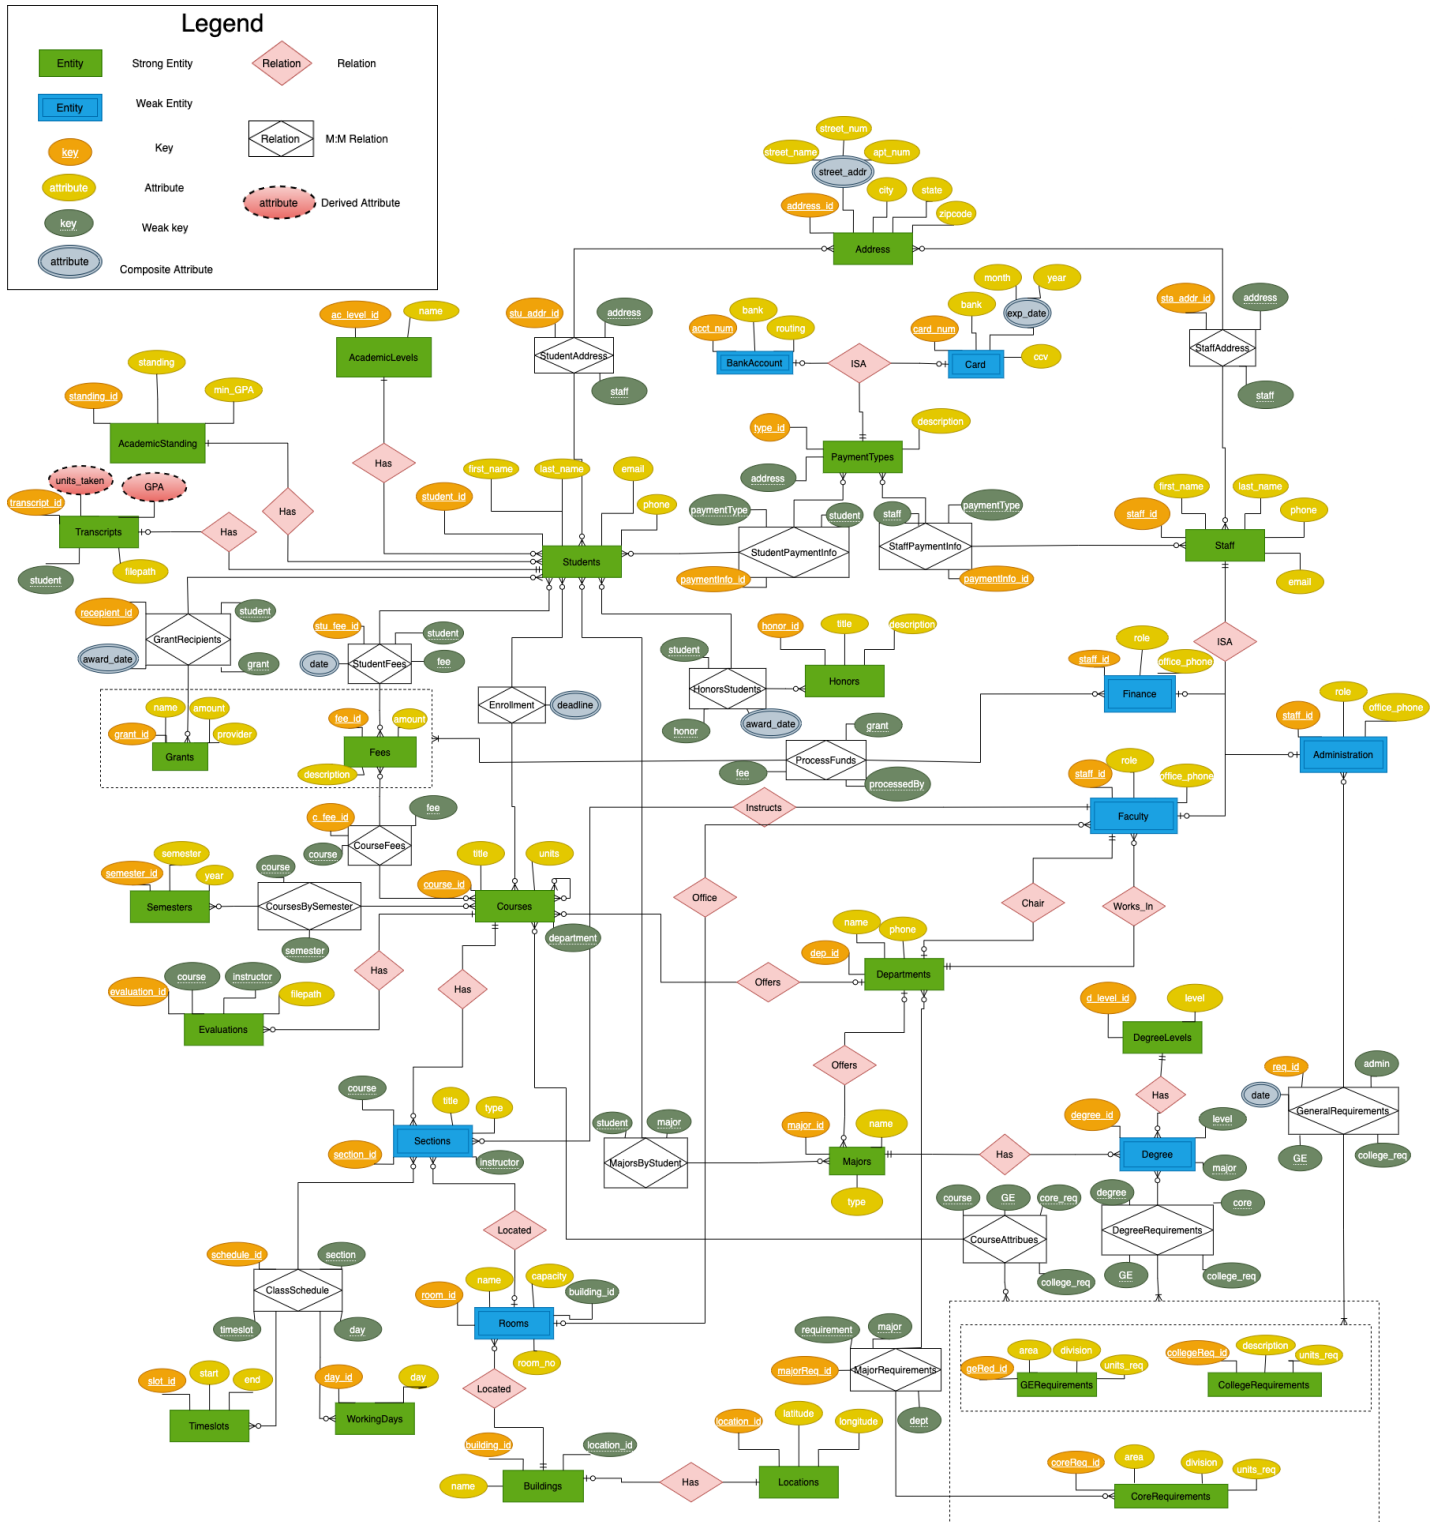 Legend
Entity
Strong Entity
Relation
Relation
Entity
Weak Entity
key
Key
Relation
M:M Relation
attribute
Attribute
attribute
Derived Attribute
key
Weak key
attribute
Composite Attribute
street_num
street_name
apt_num
street_addr
city
state
address_id
zipcode
Address
month
year
ac_level_id
name
stu_addr_id
address
bank
bank
exp_date
sta_addr_id
address
acct_num
routing
card_num
ccv
AcademicLevels
StudentAddress
BankAccount
ISA
Card
StaffAddress
standing
standing_id
min_GPA
staff
staff
AcademicStanding
type_id
description
PaymentTypes
Has
first_name
last_name
email
address
units_taken
GPA
student_id
phone
transcript_id
paymentType
student
staff
paymentType
first_name
last_name
staff_id
phone
Has
Transcripts
Has
StudentPaymentInfo
StaffPaymentInfo
Staff
Students
student
filepath
paymentInfo_id
paymentInfo_id
email
recepient_id
student
stu_fee_id
student
honor_id
title
description
GrantRecipients
student
role
ISA
award_date
grant
date
StudentFees
fee
staff_id
office_phone
HonorsStudents
Honors
Finance
role
name
amount
Enrollment
deadline
office_phone
grant_id
provider
fee_id
amount
honor
award_date
grant
staff_id
Grants
Fees
ProcessFunds
Administration
description
fee
processedBy
staff_id
role
office_phone
c_fee_id
fee
Instructs
Faculty
course
CourseFees
semester
title
units
semester_id
year
course
course_id
Office
Chair
Works_In
Semesters
CoursesBySemester
Courses
name
phone
semester
department
dep_id
course
instructor
Has
Offers
Departments
evaluation_id
filepath
Has
d_level_id
level
Evaluations
DegreeLevels
Offers
req_id
admin
course
title
type
Has
date
GeneralRequirements
student
major
major_id
name
degree_id
level
Sections
section_id
instructor
MajorsByStudent
Majors
Has
Degree
GE
college_req
major
type
course
GE
core_req
degree
core
Located
CourseAttribues
DegreeRequirements
schedule_id
section
GE
college_req
college_req
ClassSchedule
name
capacity
room_id
building_id
timeslot
day
Rooms
requirement
major
room_no
area
division
description
collegeReq_id
units_req
majorReq_id
MajorRequirements
geRed_id
units_req
slot_id
start
end
day_id
day
Located
GERequirements
CollegeRequirements
Timeslots
WorkingDays
location_id
latitude
longitude
dept
building_id
location_id
area
division
coreReq_id
units_req
name
Buildings
Has
Locations
CoreRequirements